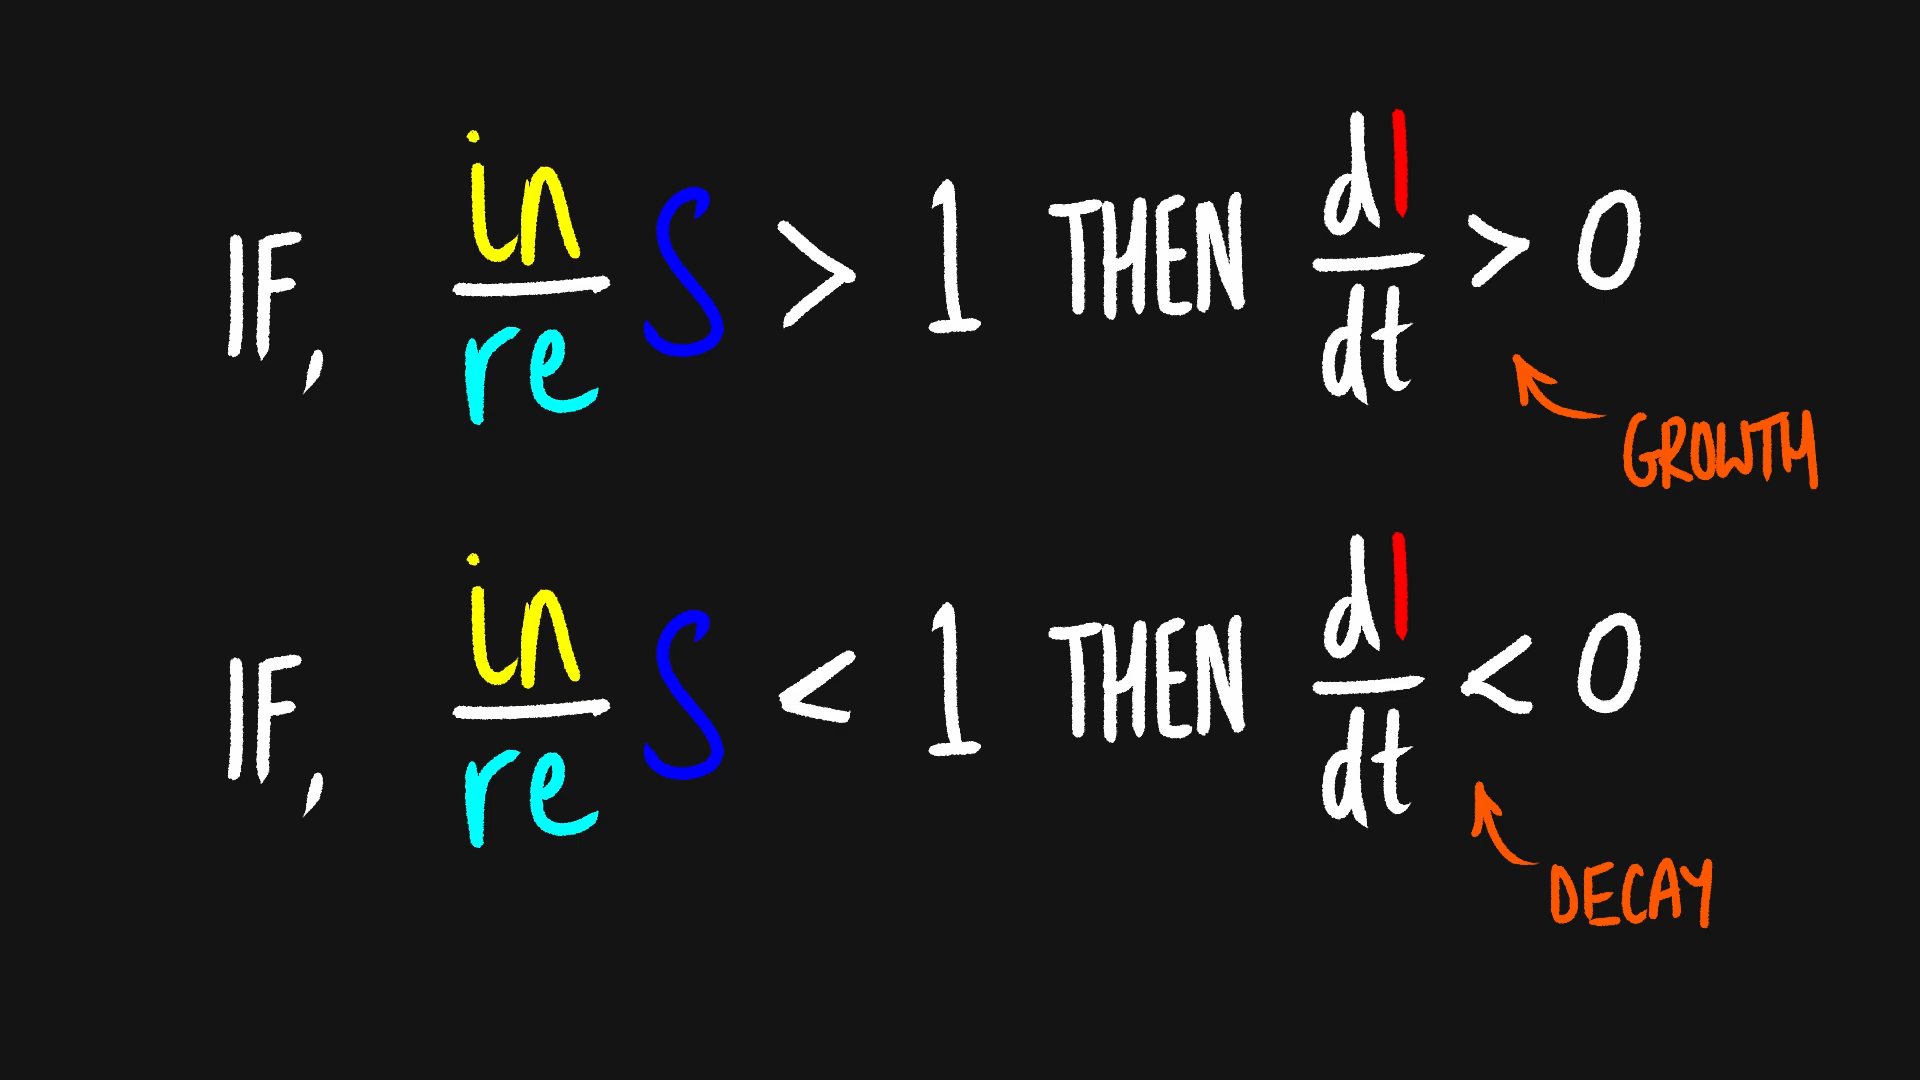 IF, in/re S > 1 THEN dI/dt > 0
GROWTH
IF, in/re S < 1 THEN dI/dt < 0
DECAY